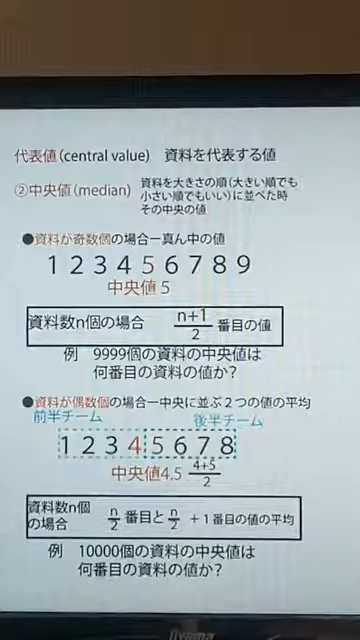 代表値(central value) 資料を代表する値
②中央値(median) 資料を大きさの順(大きい順でも
小さい順でもいい)に並べた時
その中央の値
●資料が奇数個の場合ー真ん中の値
1 2 3 4 5 6 7 8 9
中央値 5
資料数n個の場合 n+1/2 番目の値
例 9999個の資料の中央値は
何番目の資料の値か?
●資料が偶数個の場合ー中央に並ぶ2つの値の平均
前半チーム 後半チーム
1 2 3 4 5 6 7 8
中央値4.5 4+5/2
資料数n個
の場合 n/2 番目と n/2 +1番目の値の平均
例 10000個の資料の中央値は
何番目の資料の値か?